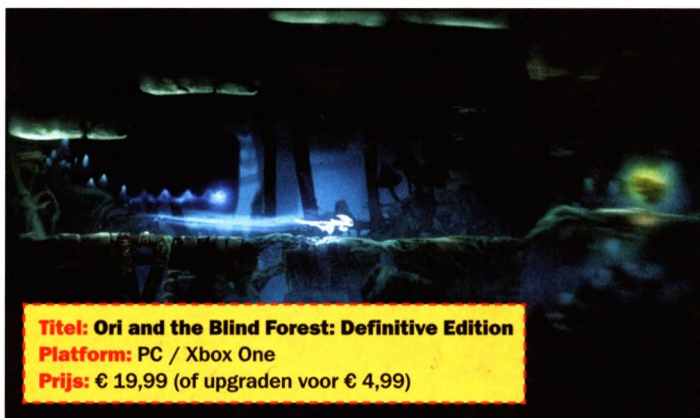 Titel: Ori and the Blind Forest: Definitive Edition
Platform: PC / Xbox One
Prijs: € 19,99 (of upgraden voor € 4,99)